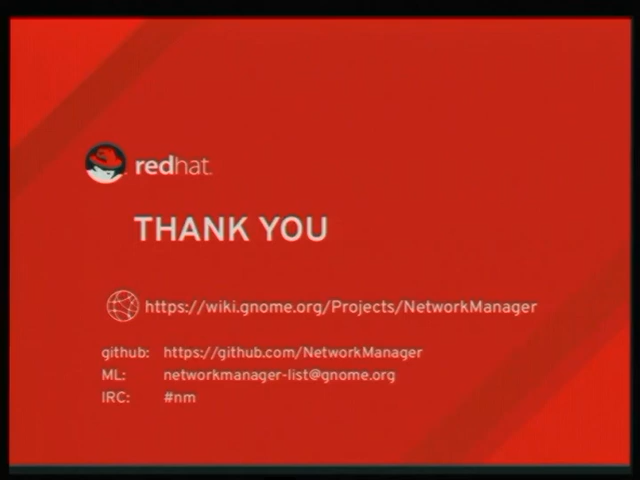 redhat.
THANK YOU
https://wiki.gnome.org/Projects/NetworkManager
github: https://github.com/NetworkManager
ML: networkmanager-list@gnome.org
IRC: #nm